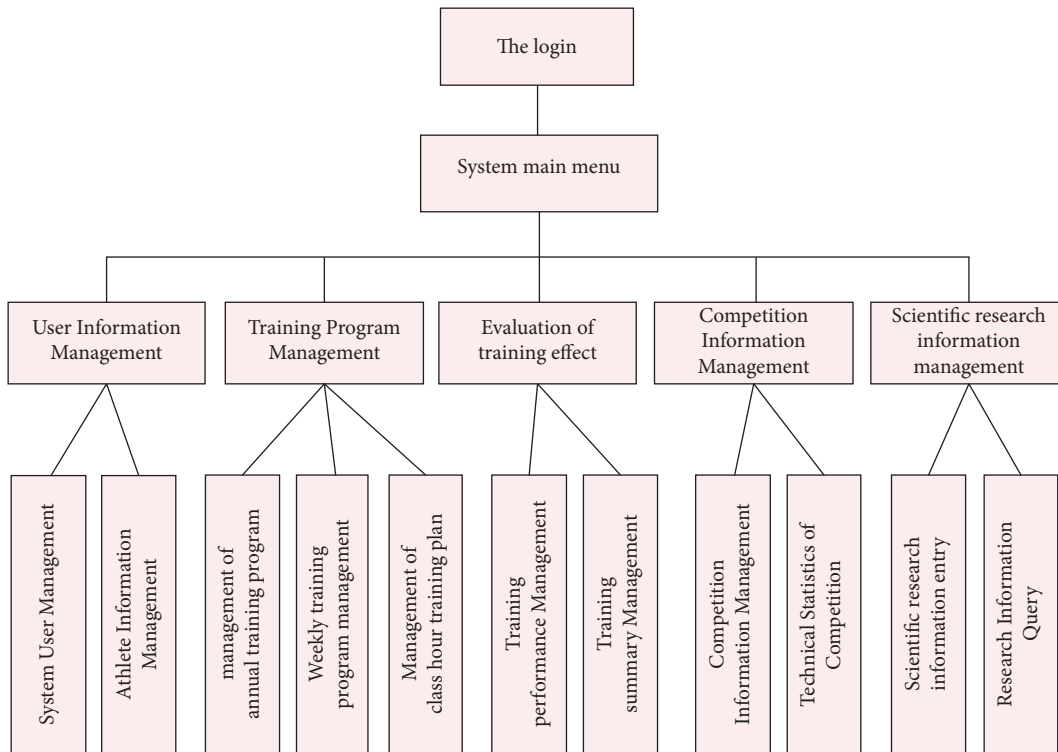 The login
System main menu
User Information
Management
Training Program
Management
Evaluation of
training effect
Competition
Information
Management
Scientific research
information
management
System User Management
Athlete Information
Management
management of
annual training program
Weekly training
program management
Management of
class hour training plan
Training
performance Management
Training
summary Management
Competition
Information Management
Technical Statistics of
Competition
Scientific research
information entry
Research Information
Query